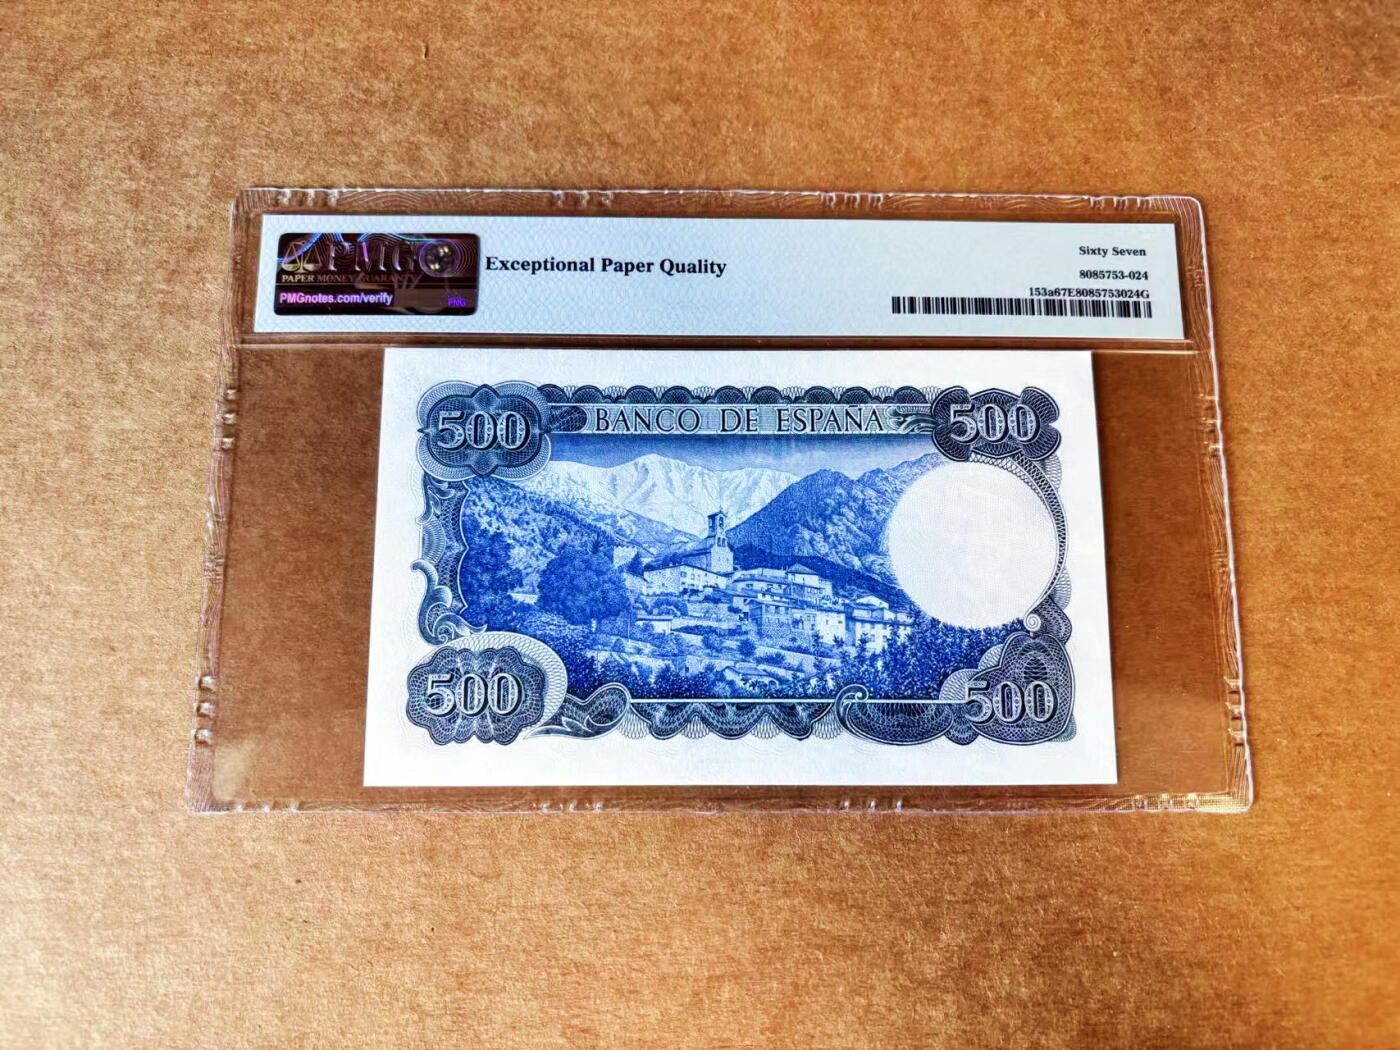 PMG
PAPER MONEY GUARANTY
PMGnotes.com/verify
PMG
Exceptional Paper Quality
Sixty Seven
8085753-024
153a67E8085753024G
500
BANCO DE ESPAÑA
500
500
500